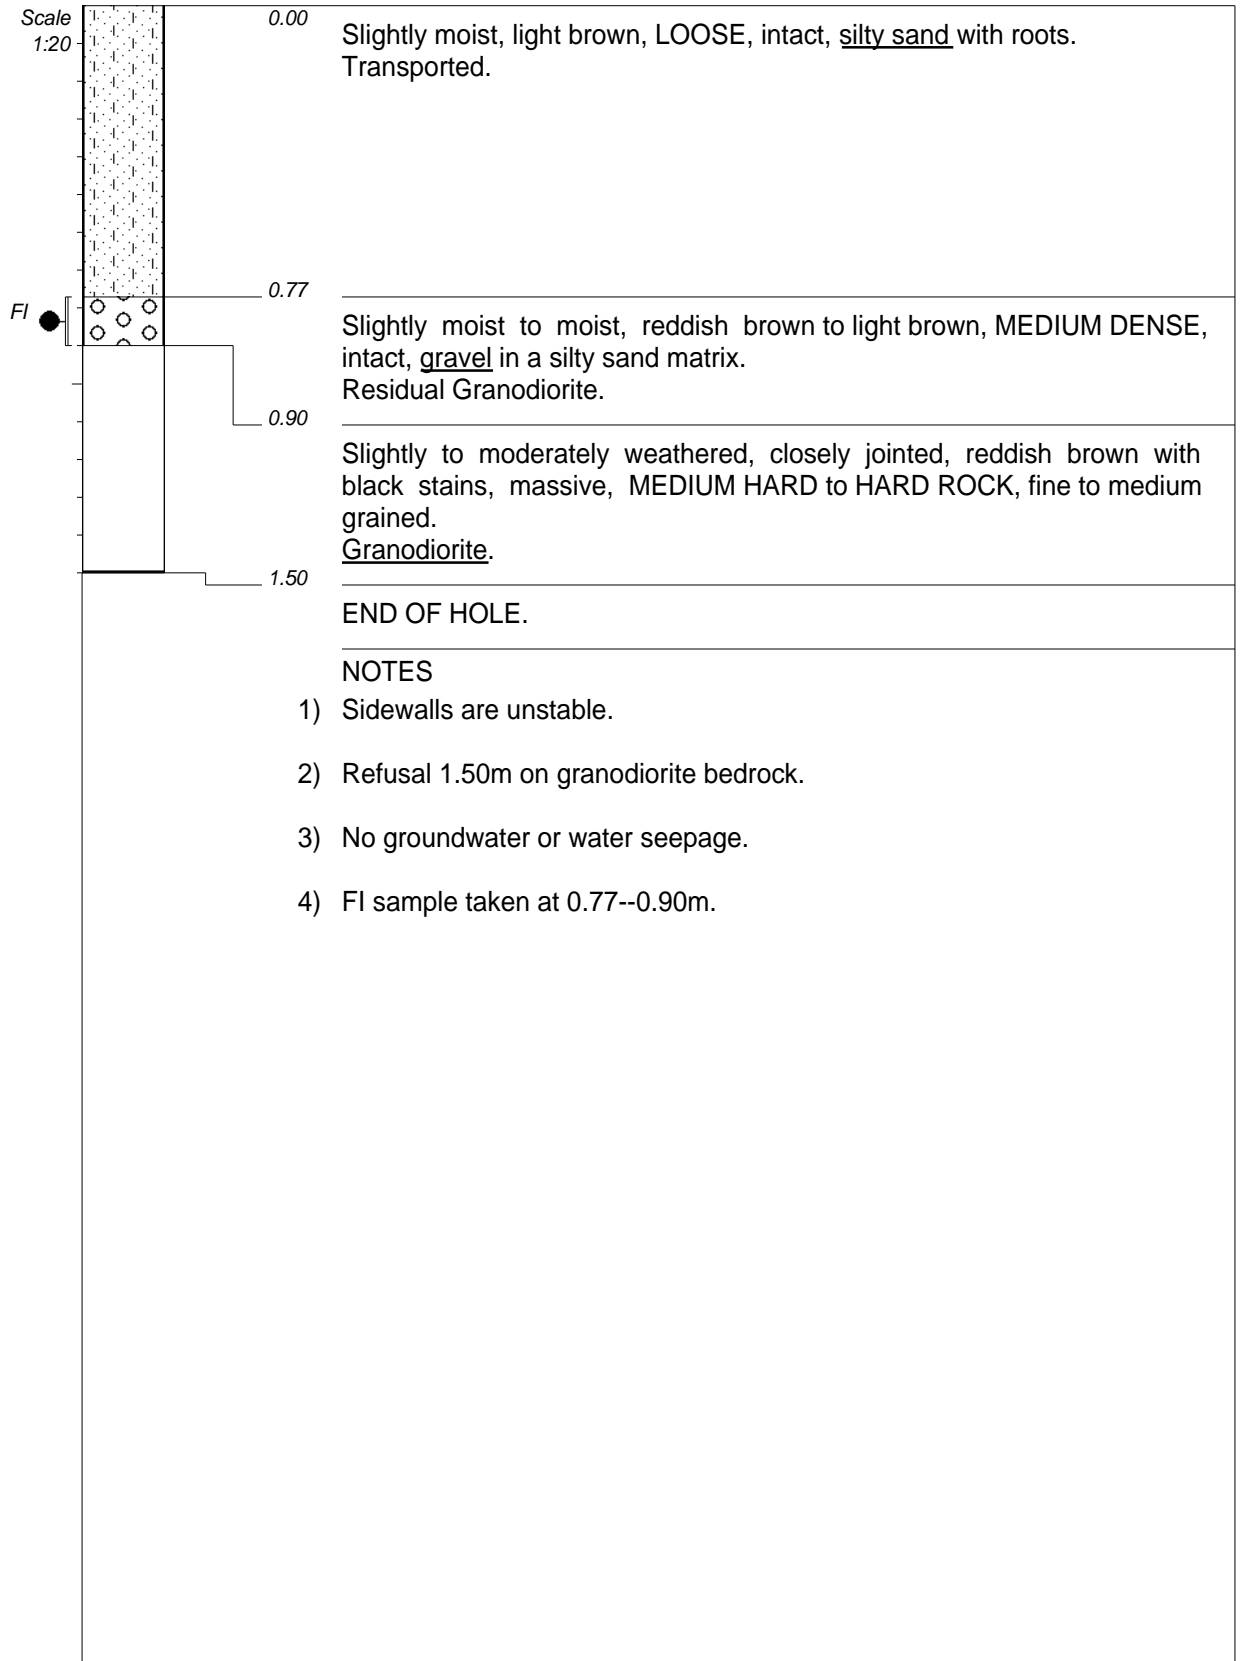 Scale
1:20
0.00
Slightly moist, light brown, LOOSE, intact, silty sand with roots.
Transported.
0.77
FI
Slightly moist to moist, reddish brown to light brown, MEDIUM DENSE,
intact, gravel in a silty sand matrix.
Residual Granodiorite.
0.90
Slightly to moderately weathered, closely jointed, reddish brown with
black stains, massive, MEDIUM HARD to HARD ROCK, fine to medium
grained.
Granodiorite.
1.50
END OF HOLE.
NOTES
1) Sidewalls are unstable.
2) Refusal 1.50m on granodiorite bedrock.
3) No groundwater or water seepage.
4) FI sample taken at 0.77--0.90m.